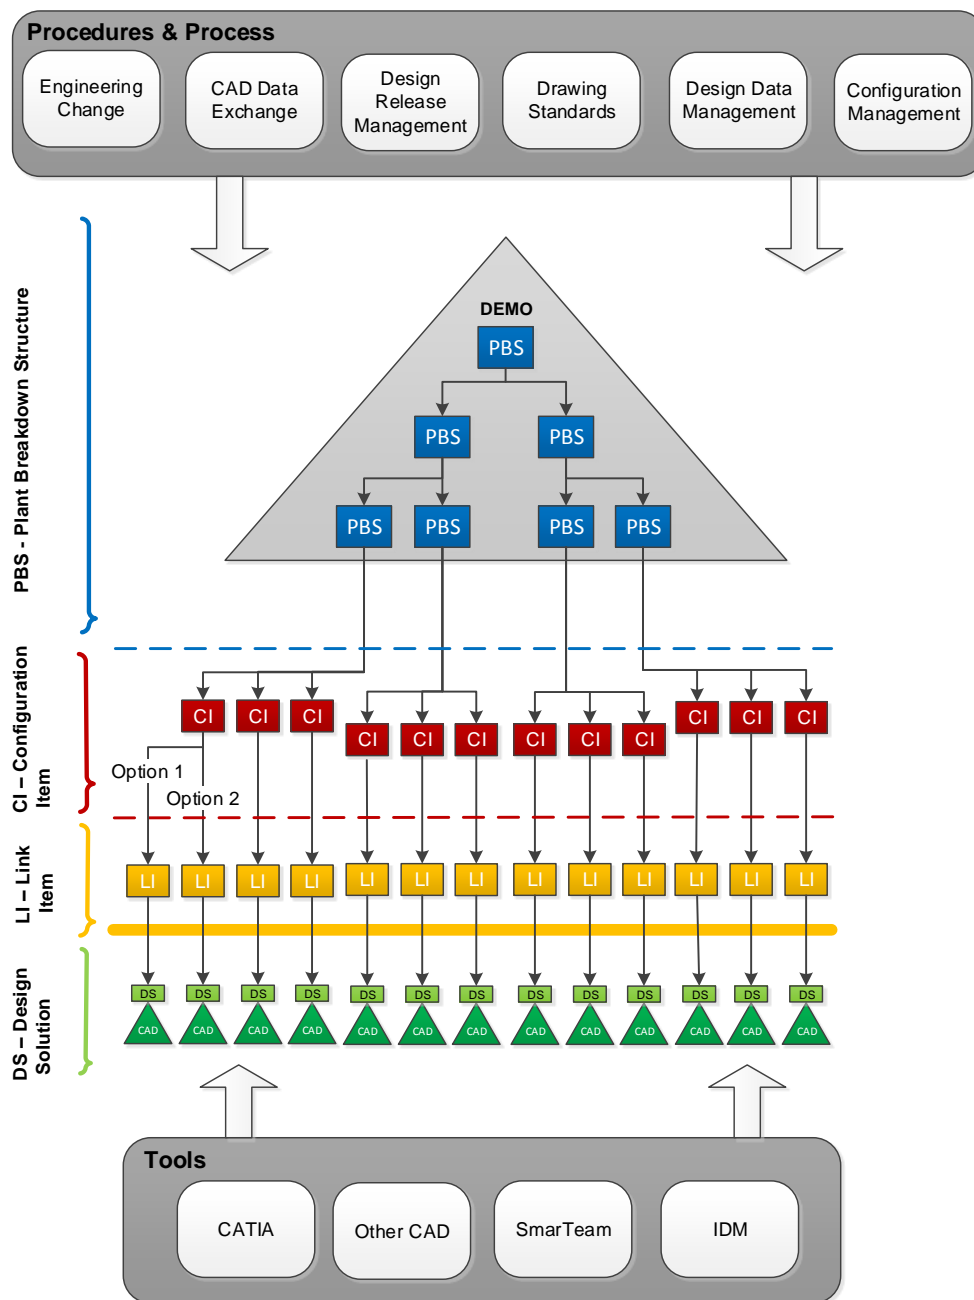 Procedures & Process
Engineering
Change
CAD Data
Exchange
Design
Release
Management
Drawing
Standards
Design Data
Management
Configuration
Management
PBS - Plant Breakdown Structure
DEMO
PBS
PBS
PBS
PBS
PBS
PBS
PBS
CI – Configuration
Item
CI
CI
CI
CI
CI
CI
CI
CI
CI
CI
CI
CI
Option 1
Option 2
LI – Link
Item
LI
LI
LI
LI
LI
LI
LI
LI
LI
LI
LI
LI
LI
DS – Design
Solution
DS
DS
DS
DS
DS
DS
DS
DS
DS
DS
DS
DS
DS
CAD
CAD
CAD
CAD
CAD
CAD
CAD
CAD
CAD
CAD
CAD
CAD
CAD
Tools
CATIA
Other CAD
SmarTeam
IDM